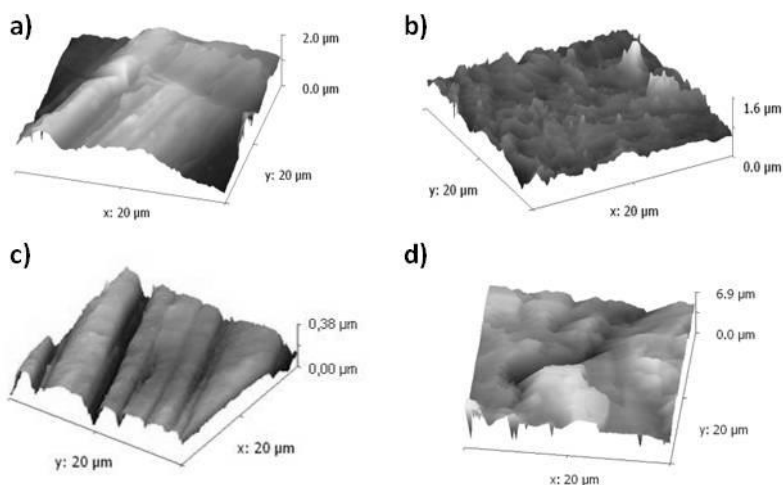 a)
2.0 µm
0.0 µm
y: 20 µm
x: 20 µm
b)
1.6 µm
0.0 µm
y: 20 µm
x: 20 µm
c)
0,38 µm
0,00 µm
y: 20 µm
x: 20 µm
d)
6.9 µm
0.0 µm
y: 20 µm
x: 20 µm